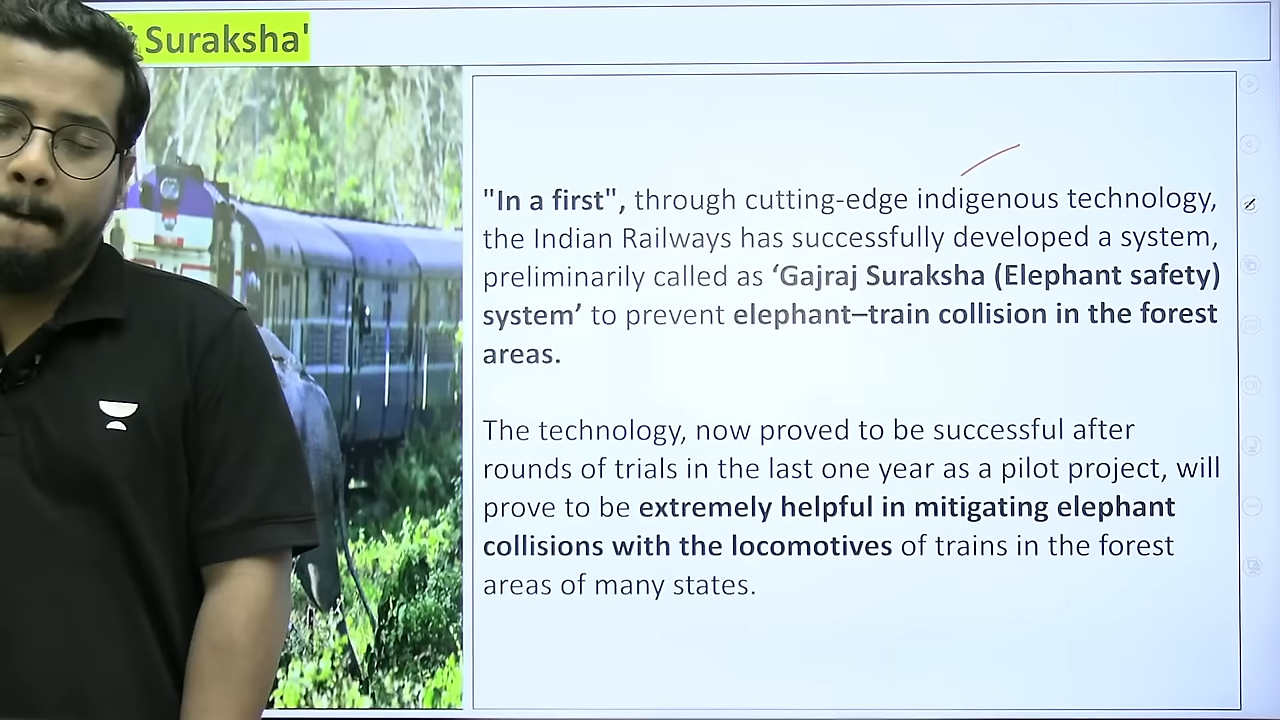 Suraksha'
"In a first", through cutting-edge indigenous technology,
the Indian Railways has successfully developed a system,
preliminarily called as ‘Gajraj Suraksha (Elephant safety)
system’ to prevent elephant–train collision in the forest
areas.
The technology, now proved to be successful after
rounds of trials in the last one year as a pilot project, will
prove to be extremely helpful in mitigating elephant
collisions with the locomotives of trains in the forest
areas of many states.